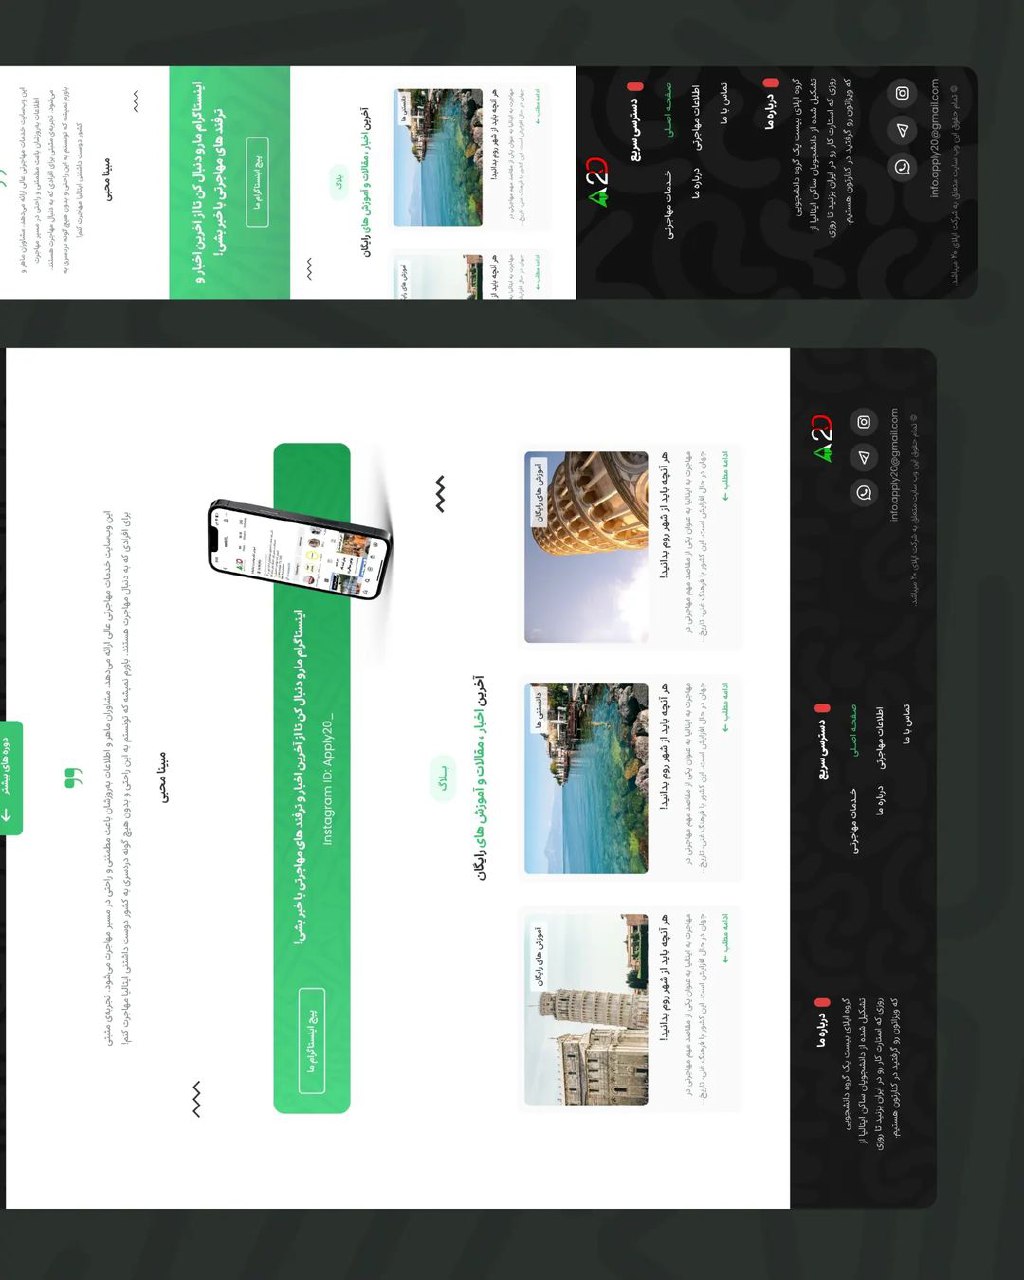 دوره های بیشتر
این وب‌سایت خدمات مهاجرتی عالی ارائه می‌دهد. مشاوران ماهر و اطلاعات به‌روزشان باعث مطمئنی و راحتی در مسیر مهاجرت می‌شود. تجربه‌ی مثبتی
برای افرادی که به دنبال مهاجرت هستند. باورم نمیشه که تونستم به این راحتی و بدون هیچ گونه دردسری به کشور دوست داشتنی ایتالیا مهاجرت کنم!
مبینا محبی
اینستاگرام مارو دنبال کن تا از آخرین اخبار و ترفند های مهاجرتی با خبر بشی!
Instagram ID: Apply20_
پیج اینستاگرام ما
بــلاگ
آخرین اخبار ، مقالات و آموزش های رایگان
آموزش های رایگان
هر آنچه باید از شهر روم بدانید!
مهاجرت به ایتالیا به عنوان یکی از مقاصد مهم مهاجرتی در
جهان در حال افزایش است. این کشور با فرهنگ غنی، تاریخ...
ادامه مطلب
دانستنی ها
هر آنچه باید از شهر روم بدانید!
مهاجرت به ایتالیا به عنوان یکی از مقاصد مهم مهاجرتی در
جهان در حال افزایش است. این کشور با فرهنگ غنی، تاریخ...
ادامه مطلب
آموزش های رایگان
هر آنچه باید از شهر روم بدانید!
مهاجرت به ایتالیا به عنوان یکی از مقاصد مهم مهاجرتی در
جهان در حال افزایش است. این کشور با فرهنگ غنی، تاریخ...
ادامه مطلب
A20
info.apply20@gmail.com
© تمام حقوق این وب سایت متعلق به شرکت اپلای ۲۰ میباشد.
دسترسی سریع
صـفحـه اصــلی
خــدمات مهاجرتـی
اطلاعات مهاجرتی
درباره ما
تماس با ما
درباره ما
گروه اپلای بیست یک گروه دانشجویی
تشکیل شده از دانشجویان ساکن ایتالیا از
روزی که استارت کار رو در ایران بزنید تا روزی
که ویزاتون رو گرفتید در کنارتون هستیم.
این وب‌سایت خدمات مهاجرتی عالی ارائه می‌دهد. مشاوران ماهر و
اطلاعات به‌روزشان باعث مطمئنی و راحتی در مسیر مهاجرت
می‌شود. تجربه‌ی مثبتی برای افرادی که به دنبال مهاجرت هستند.
باورم نمیشه که تونستم به این راحتی و بدون هیچ گونه دردسری به
کشور دوست داشتنی ایتالیا مهاجرت کنم!
مبینا محبی
اینستاگرام مارو دنبال کن تا از آخرین اخبار و
ترفند های مهاجرتی با خبر بشی!
پیج اینستاگرام ما
بلاگ
آخرین اخبار ، مقالات و آموزش های رایگان
دانستنی ها
هر آنچه باید از شهر روم بدانید!
مهاجرت به ایتالیا به عنوان یکی از مقاصد مهم مهاجرتی در
جهان در حال افزایش است. این کشور با فرهنگ غنی، تاریخ...
ادامه مطلب
آموزش های
هر آنچه باید از
مهاجرت به ایتالیا
جهان در حال
ادامه مطلب
A20
دسترسی سریع
صـفحـه اصــلی
خــدمات مهاجرتـی
اطلاعات مهاجرتی
درباره ما
تماس با ما
درباره ما
گروه اپلای بیست یک گروه دانشجویی
تشکیل شده از دانشجویان ساکن ایتالیا از
روزی که استارت کار رو در ایران بزنید تا روزی
که ویزاتون رو گرفتید در کنارتون هستیم.
info.apply20@gmail.com
© تمام حقوق این وب سایت متعلق به شرکت اپلای ۲۰ میباشد.